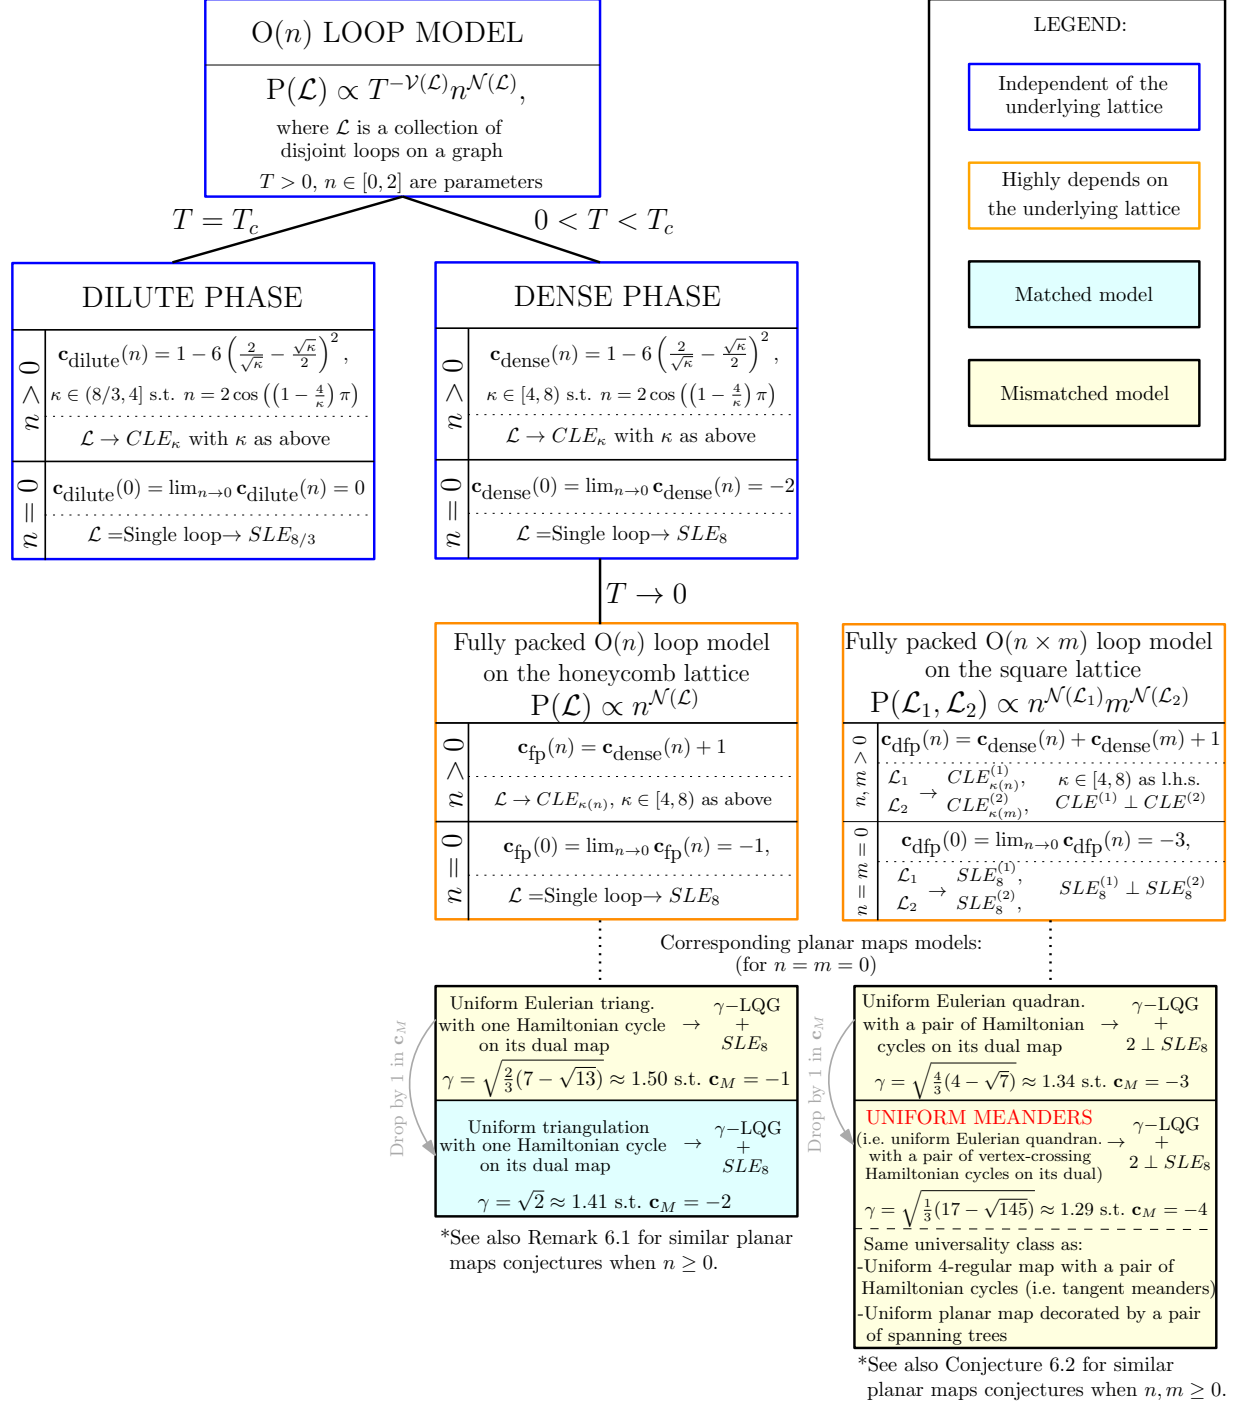 O(n) LOOP MODEL
P(𝓛) ∝ T^{−𝒱(𝓛)} n^{𝒩(𝓛)},
where 𝓛 is a collection of
disjoint loops on a graph
T > 0, n ∈ [0, 2] are parameters
LEGEND:
Independent of the
underlying lattice
Highly depends on
the underlying lattice
Matched model
Mismatched model
T = T_c
0 < T < T_c
DILUTE PHASE
n > 0
c_dilute(n) = 1 − 6 (2/√κ − √κ/2)^2,
κ ∈ (8/3, 4] s.t. n = 2 cos ((1 − 4/κ) π)
𝓛 → CLE_κ with κ as above
n = 0
c_dilute(0) = lim_{n→0} c_dilute(n) = 0
𝓛 =Single loop→ SLE_{8/3}
DENSE PHASE
n > 0
c_dense(n) = 1 − 6 (2/√κ − √κ/2)^2,
κ ∈ [4, 8) s.t. n = 2 cos ((1 − 4/κ) π)
𝓛 → CLE_κ with κ as above
n = 0
c_dense(0) = lim_{n→0} c_dense(n) = −2
𝓛 =Single loop→ SLE_8
T → 0
Fully packed O(n) loop model
on the honeycomb lattice
P(𝓛) ∝ n^{𝒩(𝓛)}
n > 0
c_fp(n) = c_dense(n) + 1
𝓛 → CLE_{κ(n)}, κ ∈ [4, 8) as above
n = 0
c_fp(0) = lim_{n→0} c_fp(n) = −1,
𝓛 =Single loop→ SLE_8
Fully packed O(n × m) loop model
on the square lattice
P(𝓛_1, 𝓛_2) ∝ n^{𝒩(𝓛_1)} m^{𝒩(𝓛_2)}
n, m > 0
c_dfp(n) = c_dense(n) + c_dense(m) + 1
𝓛_1 → CLE^{(1)}_{κ(n)}, κ ∈ [4, 8) as l.h.s.
𝓛_2 CLE^{(2)}_{κ(m)}, CLE^{(1)} ⊥ CLE^{(2)}
n = m = 0
c_dfp(0) = lim_{n→0} c_dfp(n) = −3,
𝓛_1 → SLE_8^{(1)}, SLE_8^{(1)} ⊥ SLE_8^{(2)}
𝓛_2 SLE_8^{(2)},
Corresponding planar maps models:
(for n = m = 0)
Drop by 1 in c_M
Uniform Eulerian triang. γ−LQG
with one Hamiltonian cycle → +
on its dual map SLE_8
γ = √(2/3(7 − √13)) ≈ 1.50 s.t. c_M = −1
Uniform triangulation γ−LQG
with one Hamiltonian cycle → +
on its dual map SLE_8
γ = √2 ≈ 1.41 s.t. c_M = −2
*See also Remark 6.1 for similar planar
maps conjectures when n ≥ 0.
Drop by 1 in c_M
Uniform Eulerian quadran. γ−LQG
with a pair of Hamiltonian → +
cycles on its dual map 2 ⊥ SLE_8
γ = √(4/3(4 − √7)) ≈ 1.34 s.t. c_M = −3
UNIFORM MEANDERS γ−LQG
(i.e. uniform Eulerian quandran. → +
with a pair of vertex-crossing 2 ⊥ SLE_8
Hamiltonian cycles on its dual)
γ = √(1/3(17 − √145)) ≈ 1.29 s.t. c_M = −4
Same universality class as:
-Uniform 4-regular map with a pair of
Hamiltonian cycles (i.e. tangent meanders)
-Uniform planar map decorated by a pair
of spanning trees
*See also Conjecture 6.2 for similar
planar maps conjectures when n, m ≥ 0.